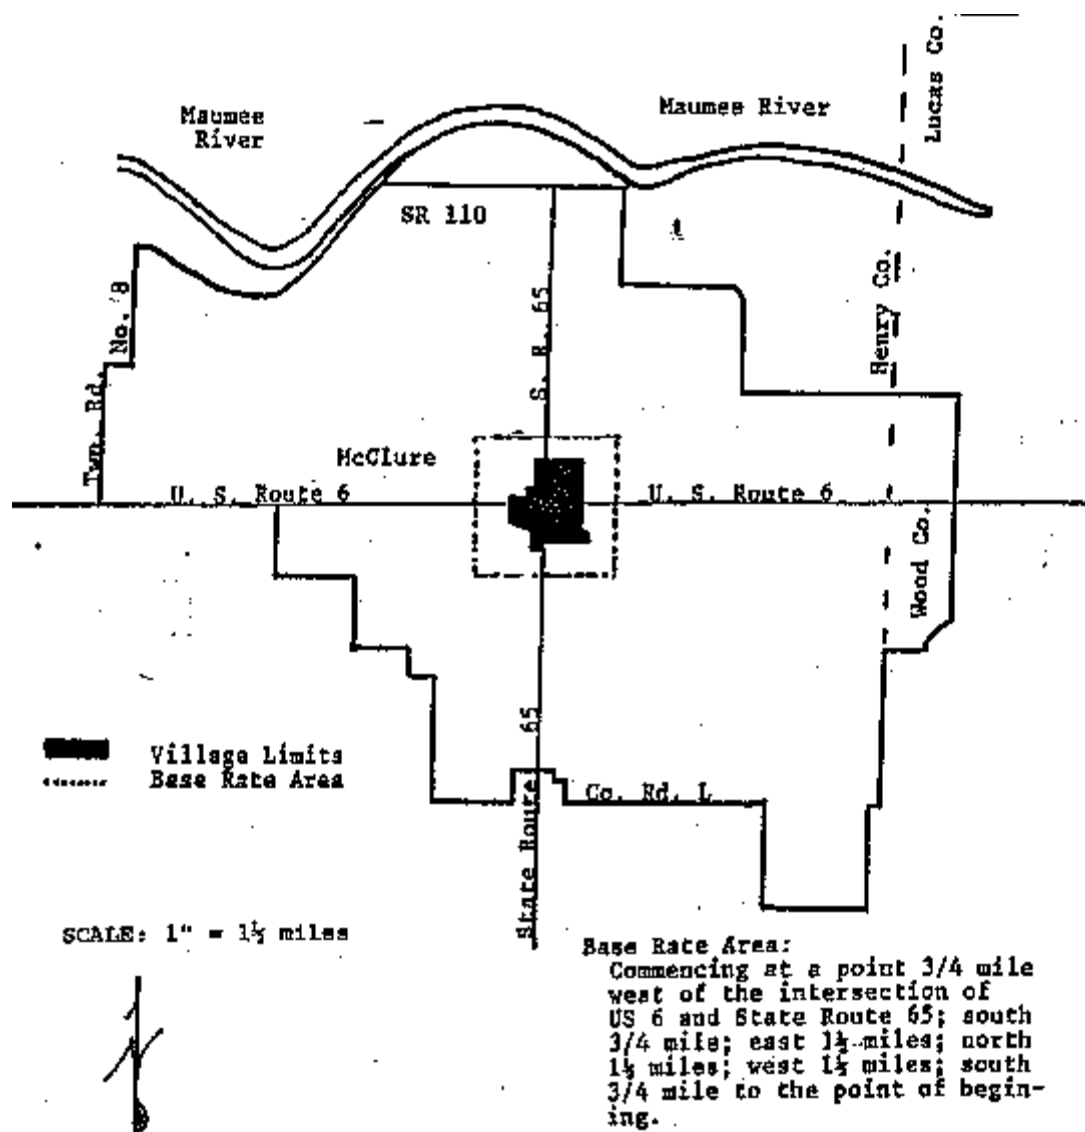 Lucas Co.
Maumee
River
Maumee River
SR 110
S. R. 65
Henry Co.
Twp. Rd. No. 8
McClure
U. S. Route 6
U. S. Route 6
Wood Co.
Village Limits
Base Rate Area
State Route 65
Co. Rd. L
SCALE: 1" = 1½ miles
Base Rate Area:
Commencing at a point 3/4 mile
west of the intersection of
US 6 and State Route 65; south
3/4 mile; east 1½ miles; north
1½ miles; west 1½ miles; south
3/4 mile to the point of begin-
ing.